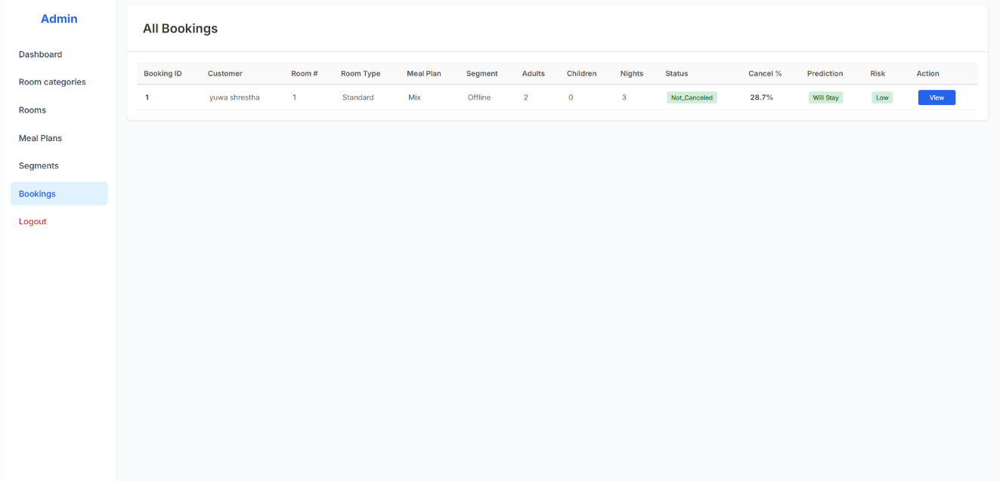 Admin
Dashboard
Room categories
Rooms
Meal Plans
Segments
Bookings
Logout
All Bookings
Booking ID Customer Room # Room Type Meal Plan Segment Adults Children Nights Status Cancel % Prediction Risk Action
1 yuwa shrestha 1 Standard Mix Offline 2 0 3 Not_Canceled 28.7% Will Stay Low View